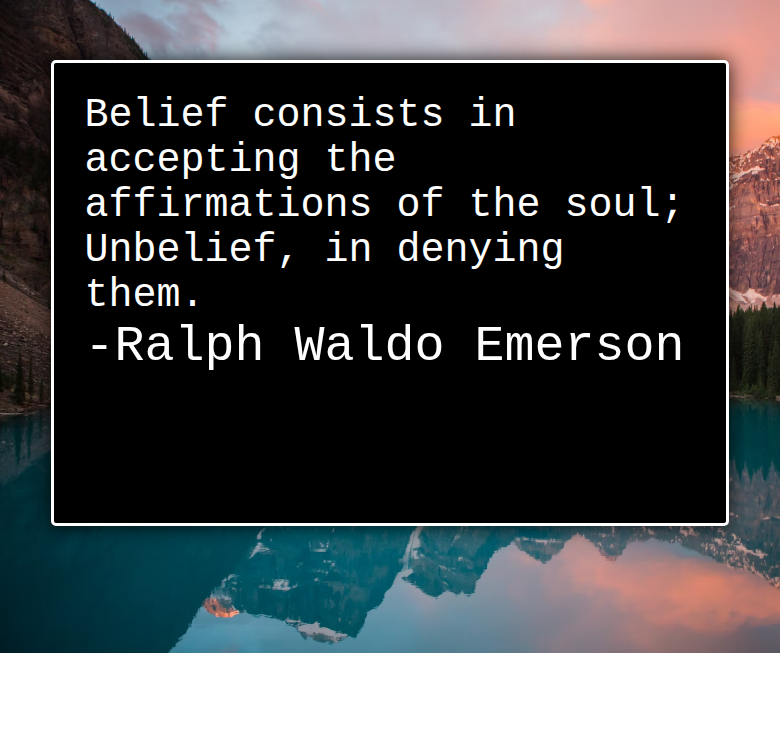 Belief consists in
accepting the
affirmations of the soul;
Unbelief, in denying
them.
-Ralph Waldo Emerson